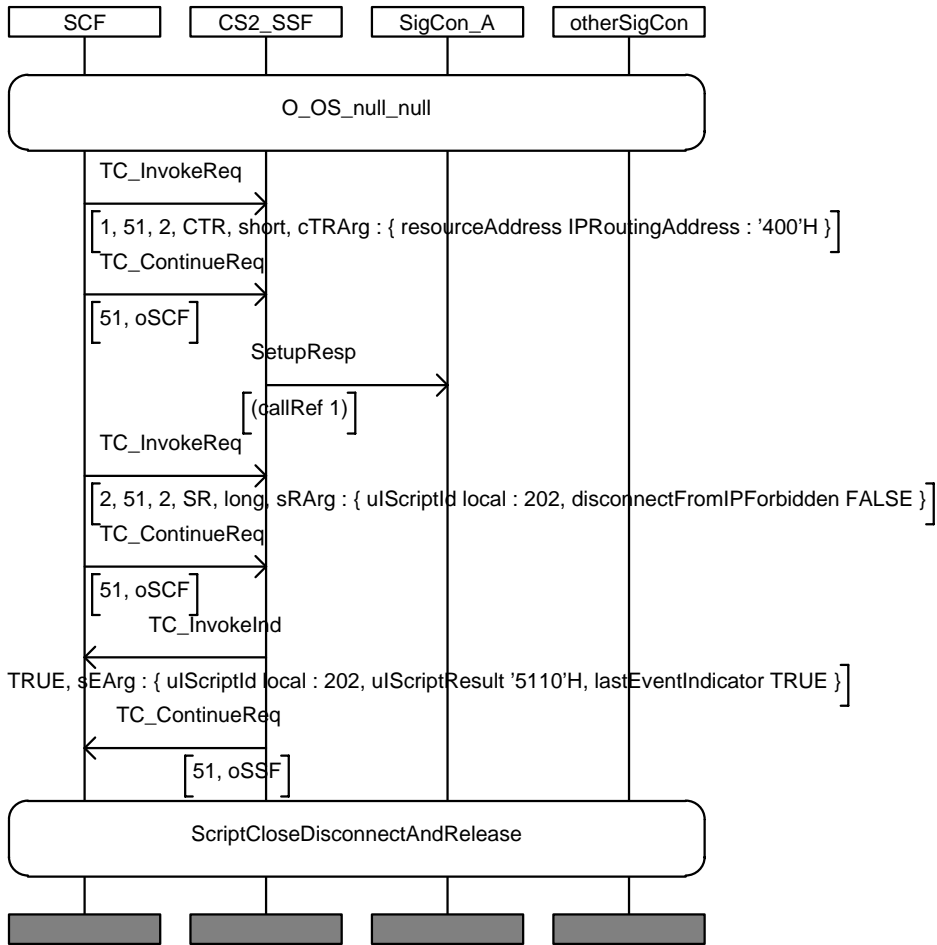 SCF CS2_SSF SigCon_A otherSigCon
O_OS_null_null
TC_InvokeReq
1, 51, 2, CTR, short, cTRArg : { resourceAddress IPRoutingAddress : '400'H }
TC_ContinueReq
51, oSCF
SetupResp
(callRef 1)
TC_InvokeReq
2, 51, 2, SR, long, sRArg : { uIScriptId local : 202, disconnectFromIPForbidden FALSE }
TC_ContinueReq
51, oSCF
TC_InvokeInd
TRUE, sEArg : { uIScriptId local : 202, uIScriptResult '5110'H, lastEventIndicator TRUE }
TC_ContinueReq
51, oSSF
ScriptCloseDisconnectAndRelease